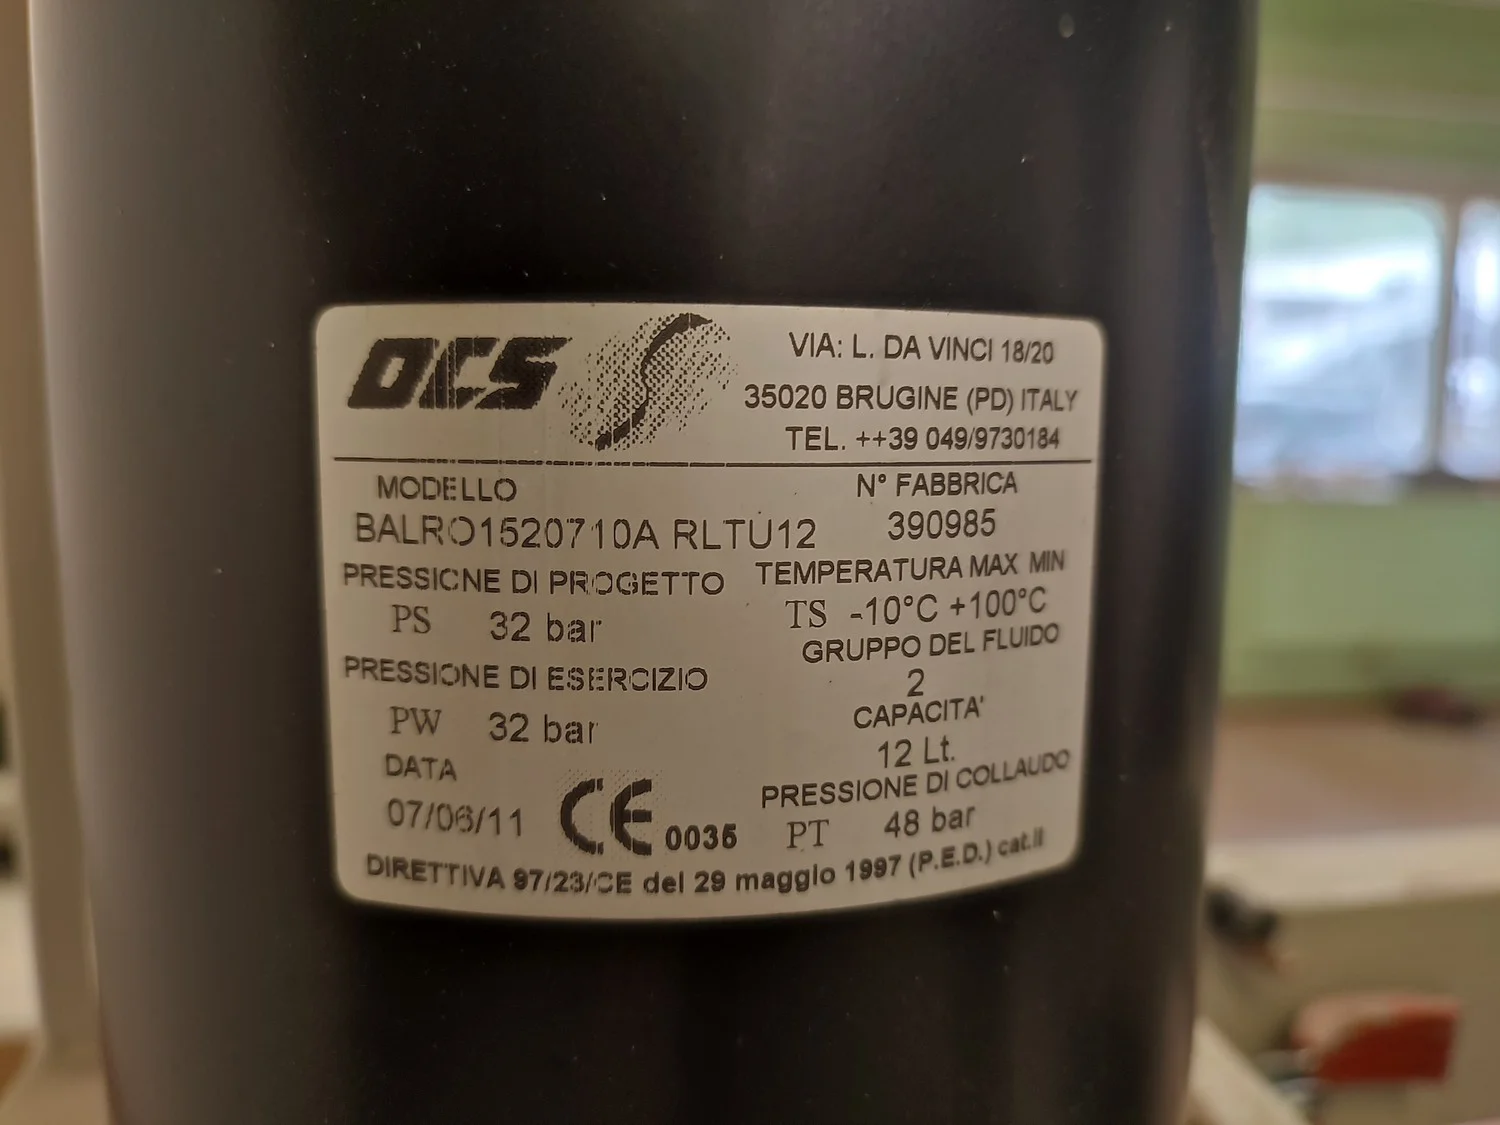 OCS
VIA: L. DA VINCI 18/20
35020 BRUGINE (PD) ITALY
TEL. ++39 049/9730184
MODELLO
BALRO1520710A RLTU12
N° FABBRICA
390985
PRESSIONE DI PROGETTO
PS 32 bar
TEMPERATURA MAX MIN
TS -10°C +100°C
PRESSIONE DI ESERCIZIO
PW 32 bar
GRUPPO DEL FLUIDO
2
CAPACITA'
12 Lt.
DATA
07/06/11
CE 0035
PRESSIONE DI COLLAUDO
PT 48 bar
DIRETTIVA 97/23/CE del 29 maggio 1997 (P.E.D.) cat.II